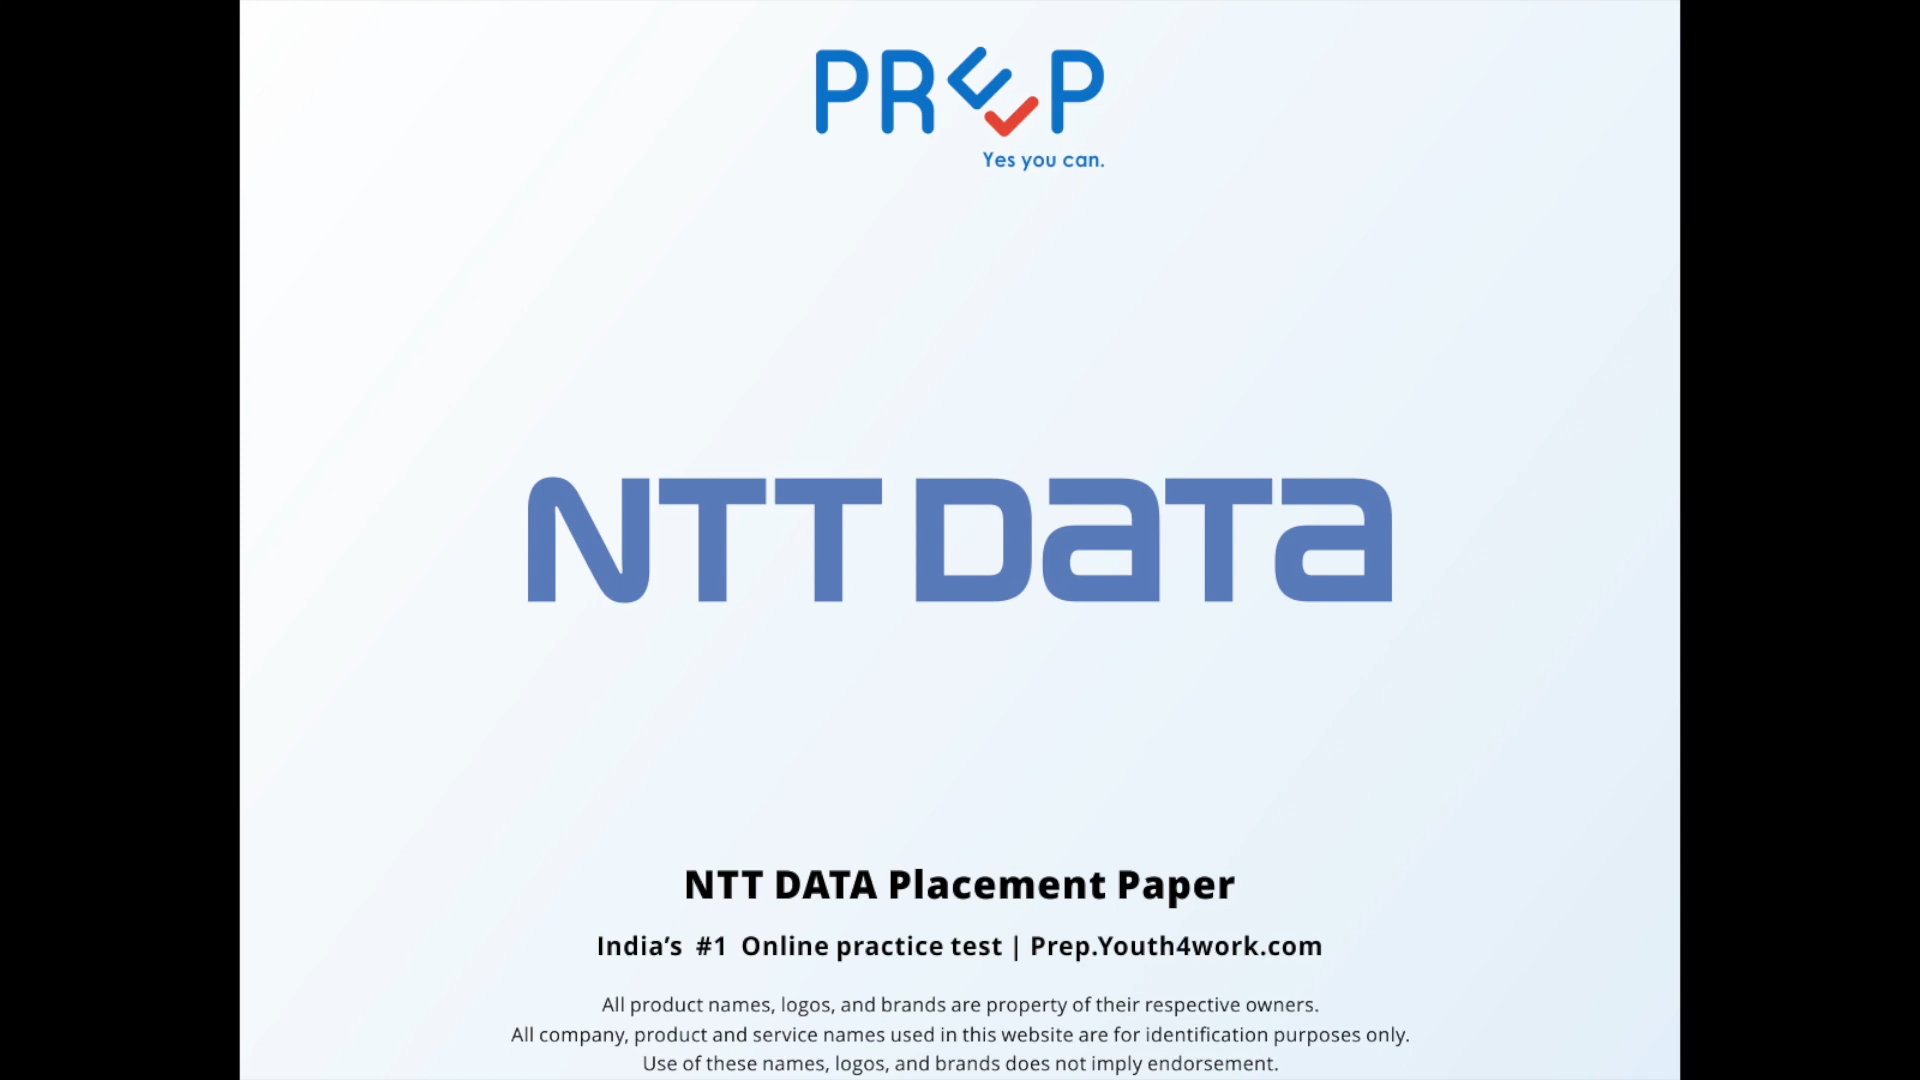 PREP
Yes you can.
NTT DATA
NTT DATA Placement Paper
India’s #1 Online practice test | Prep.Youth4work.com
All product names, logos, and brands are property of their respective owners.
All company, product and service names used in this website are for identification purposes only.
Use of these names, logos, and brands does not imply endorsement.